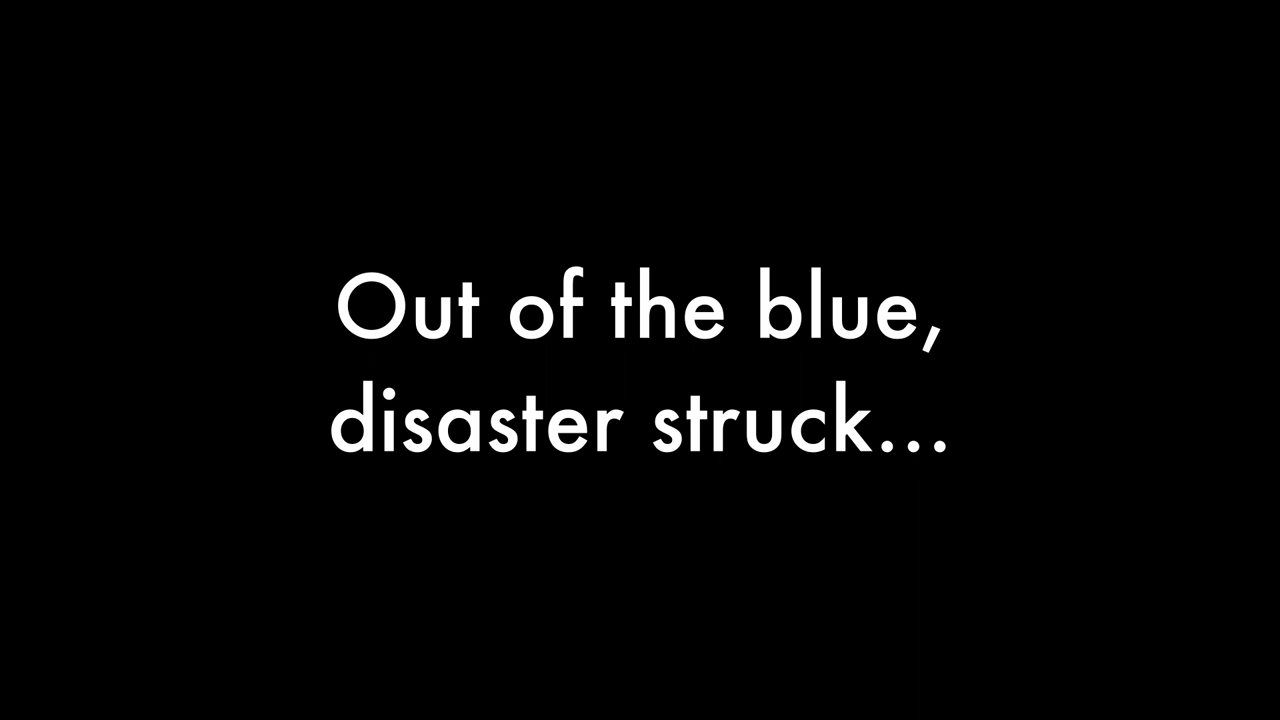 Out of the blue,
disaster struck...